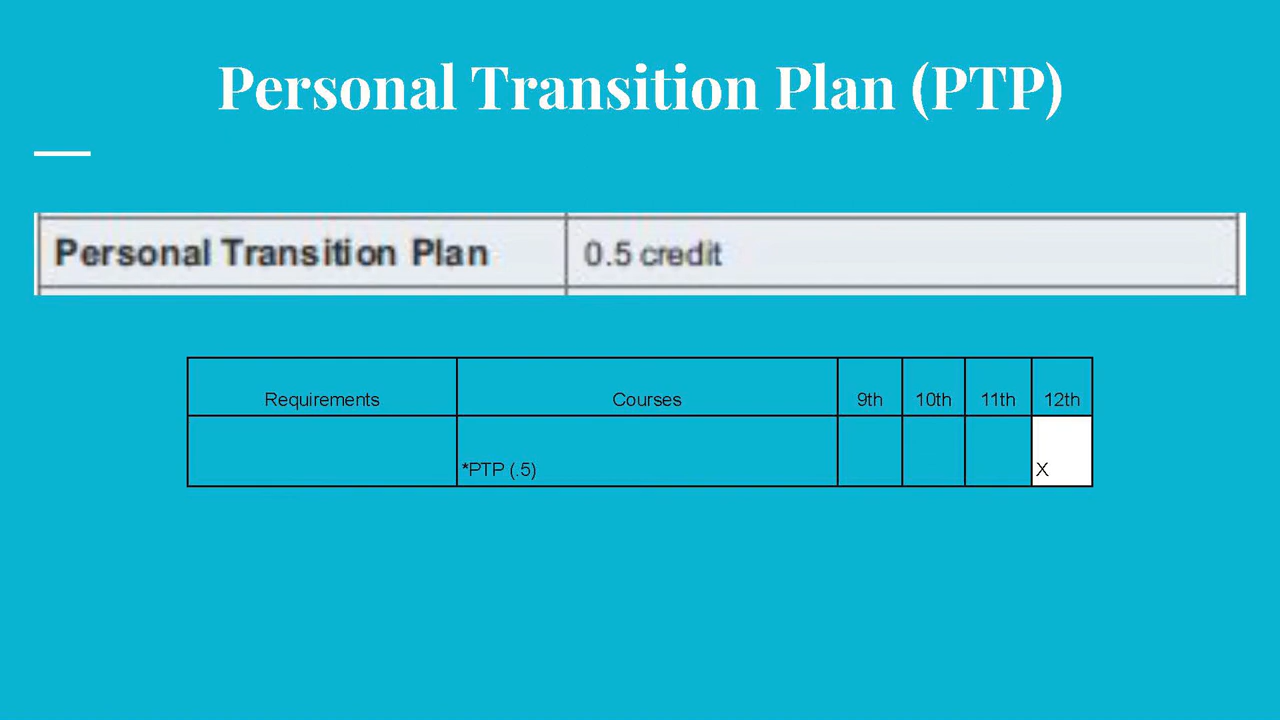 Personal Transition Plan (PTP)
Personal Transition Plan 0.5 credit
Requirements Courses 9th 10th 11th 12th
*PTP (.5) X